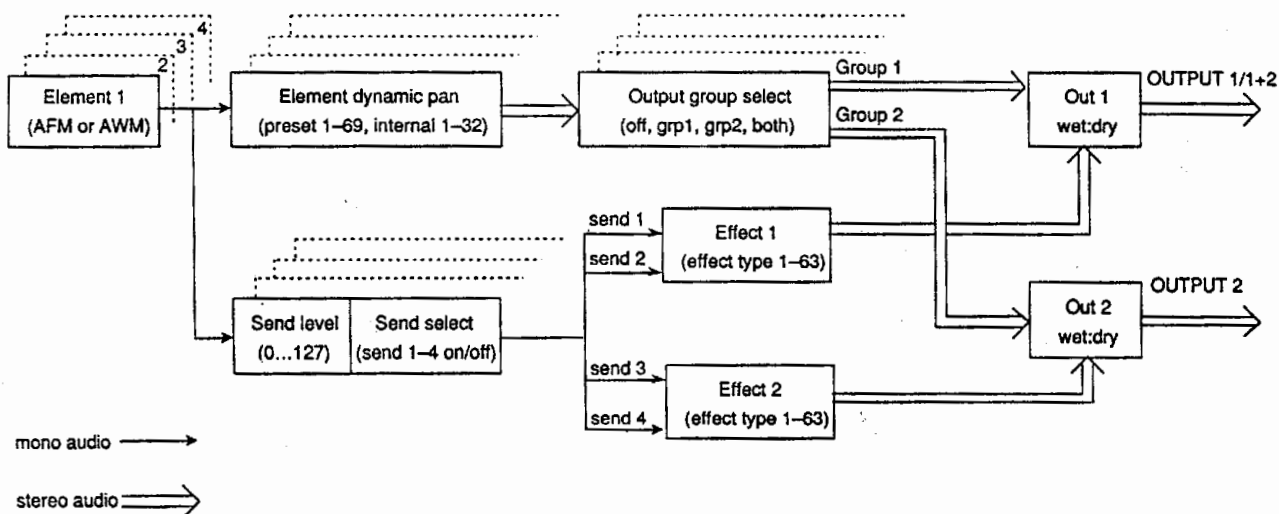 4
3
2
Element 1
(AFM or AWM)
Element dynamic pan
(preset 1–69, internal 1–32)
Output group select
(off, grp1, grp2, both)
Group 1
Group 2
Out 1
wet:dry
OUTPUT 1/1+2
send 1
send 2
Effect 1
(effect type 1–63)
Send level
(0...127)
Send select
(send 1–4 on/off)
Out 2
wet:dry
OUTPUT 2
send 3
send 4
Effect 2
(effect type 1–63)
mono audio
stereo audio